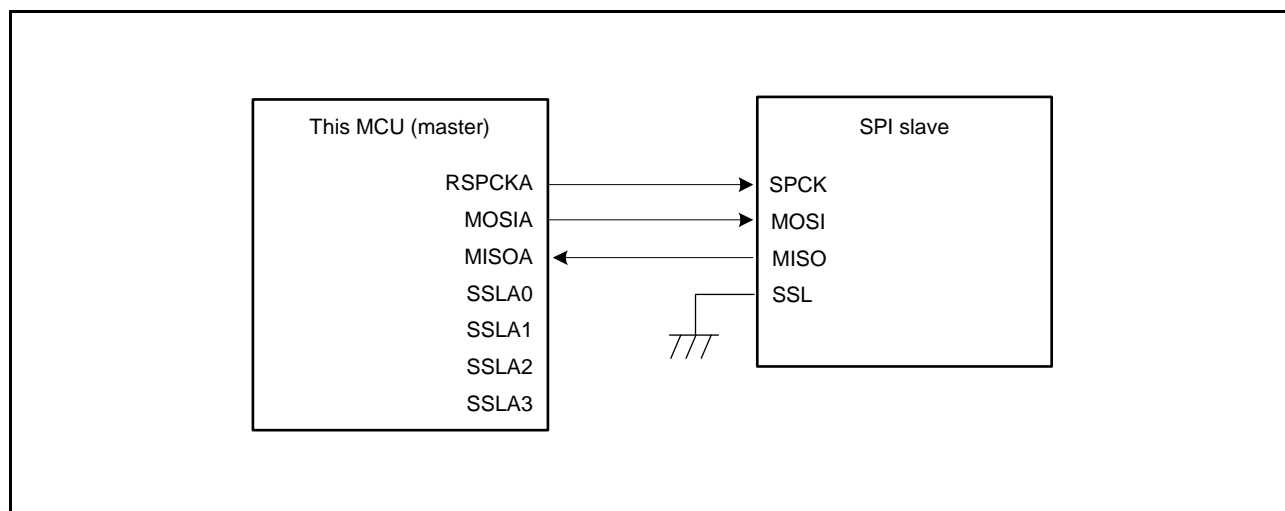 This MCU (master)
RSPCKA
MOSIA
MISOA
SSLA0
SSLA1
SSLA2
SSLA3
SPI slave
SPCK
MOSI
MISO
SSL